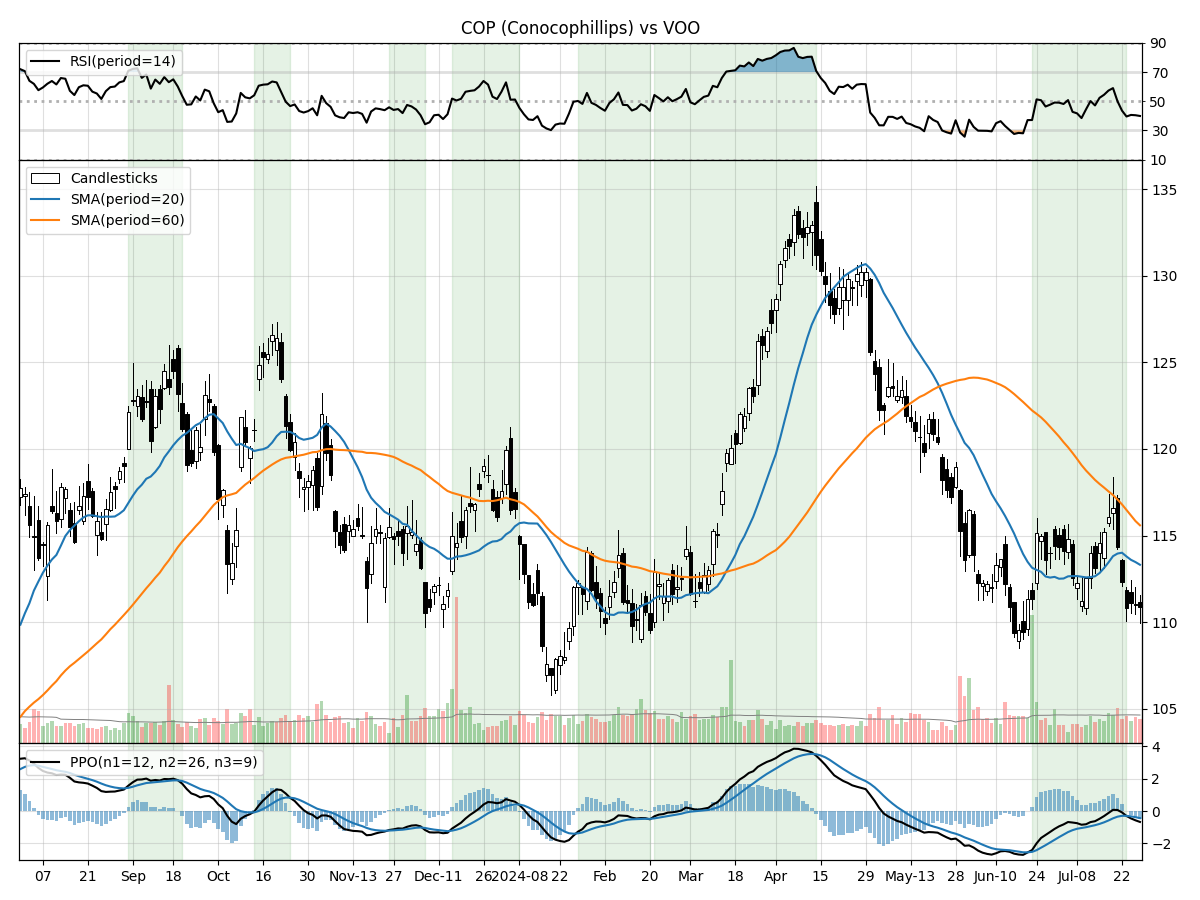 COP (Conocophillips) vs VOO
RSI(period=14)
90
70
50
30
10
Candlesticks
SMA(period=20)
SMA(period=60)
135
130
125
120
115
110
105
PPO(n1=12, n2=26, n3=9)
4
2
0
−2
07 21 Sep 18 Oct 16 30 Nov-13 27 Dec-11 26 2024-08 22 Feb 20 Mar 18 Apr 15 29 May-13 28 Jun-10 24 Jul-08 22